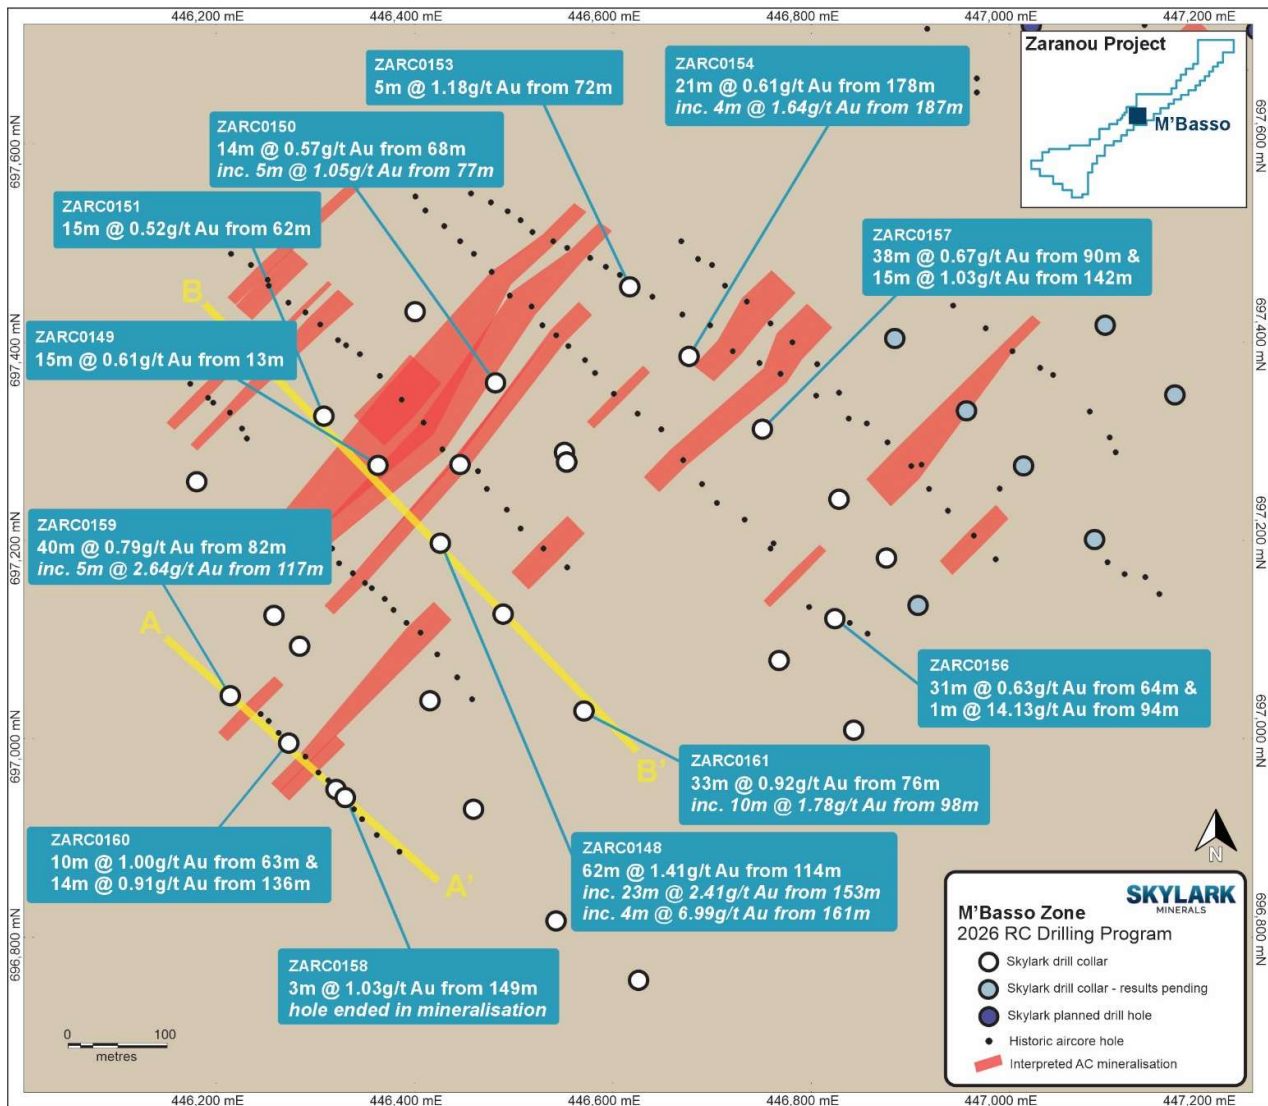 446,200 mE
446,400 mE
446,600 mE
446,800 mE
447,000 mE
447,200 mE
Zaranou Project
M'Basso
ZARC0153
5m @ 1.18g/t Au from 72m
ZARC0154
21m @ 0.61g/t Au from 178m
inc. 4m @ 1.64g/t Au from 187m
ZARC0150
14m @ 0.57g/t Au from 68m
inc. 5m @ 1.05g/t Au from 77m
697,600 mN
697,600 mN
ZARC0151
15m @ 0.52g/t Au from 62m
ZARC0157
38m @ 0.67g/t Au from 90m &
15m @ 1.03g/t Au from 142m
B
ZARC0149
15m @ 0.61g/t Au from 13m
697,400 mN
697,400 mN
ZARC0159
40m @ 0.79g/t Au from 82m
inc. 5m @ 2.64g/t Au from 117m
697,200 mN
697,200 mN
A
ZARC0156
31m @ 0.63g/t Au from 64m &
1m @ 14.13g/t Au from 94m
697,000 mN
697,000 mN
B'
ZARC0161
33m @ 0.92g/t Au from 76m
inc. 10m @ 1.78g/t Au from 98m
ZARC0160
10m @ 1.00g/t Au from 63m &
14m @ 0.91g/t Au from 136m
A'
ZARC0148
62m @ 1.41g/t Au from 114m
inc. 23m @ 2.41g/t Au from 153m
inc. 4m @ 6.99g/t Au from 161m
N
696,800 mN
696,800 mN
ZARC0158
3m @ 1.03g/t Au from 149m
hole ended in mineralisation
SKYLARK
MINERALS
M'Basso Zone
2026 RC Drilling Program
Skylark drill collar
Skylark drill collar - results pending
Skylark planned drill hole
Historic aircore hole
Interpreted AC mineralisation
0 100
metres
446,200 mE
446,400 mE
446,600 mE
446,800 mE
447,000 mE
447,200 mE